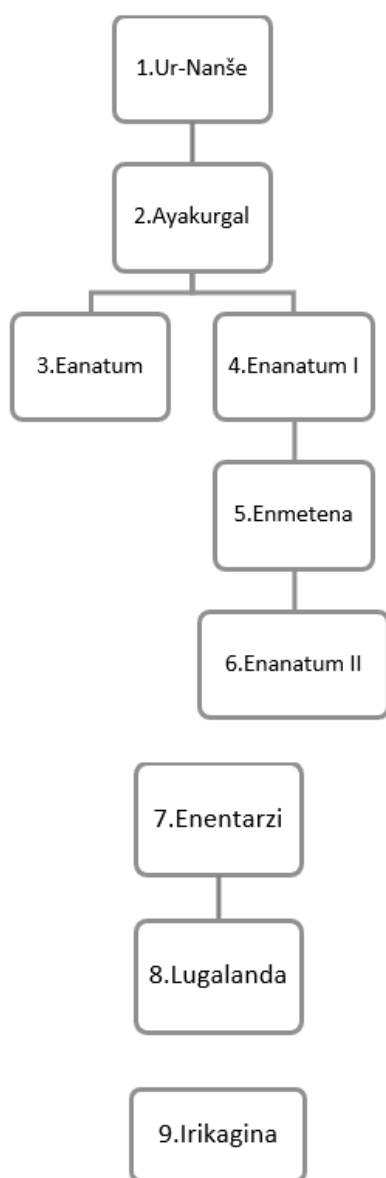 1.Ur-Nanše
2.Ayakurgal
3.Eanatum
4.Enanatum I
5.Enmetena
6.Enanatum II
7.Enentarzi
8.Lugalanda
9.Irikagina